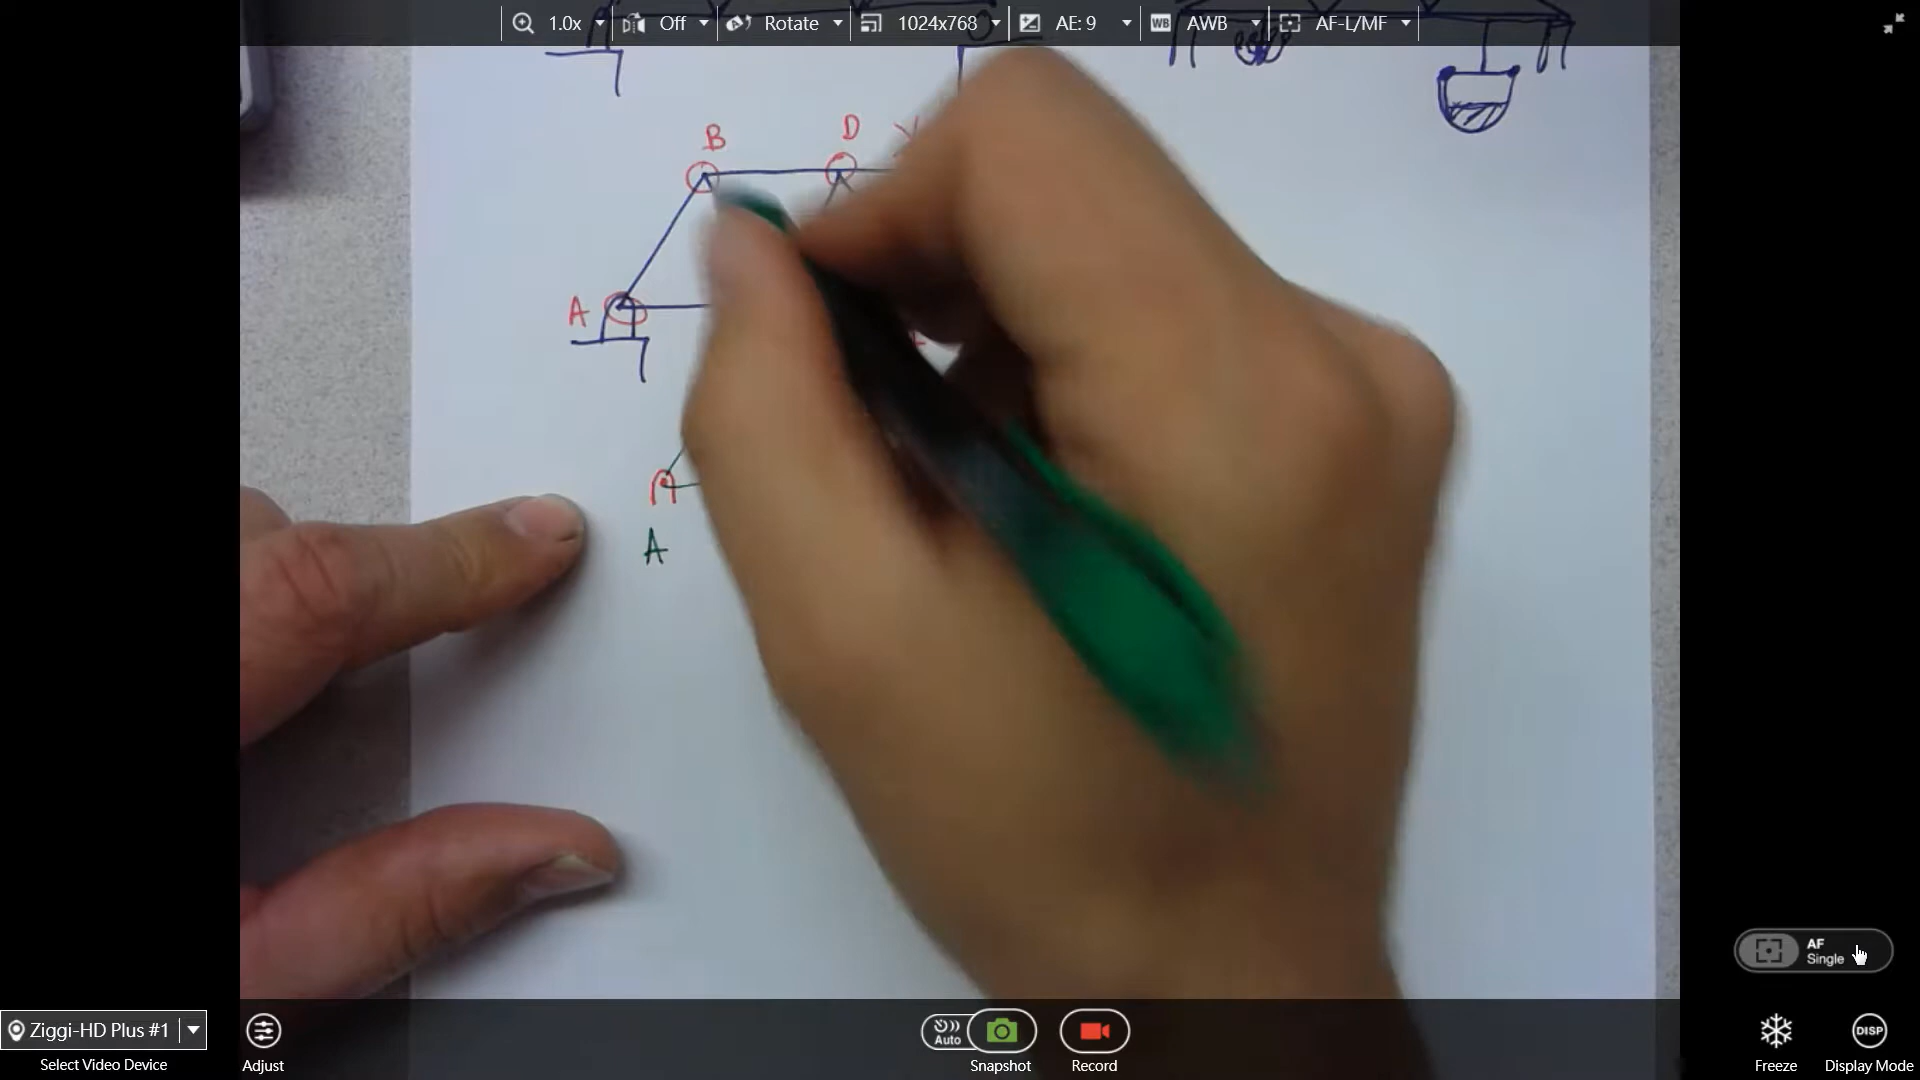 1.0x Off Rotate 1024x768 AE: 9 WB AWB AF-L/MF
B D
A
A
AF
Single
Ziggi-HD Plus #1
Select Video Device
Adjust
Auto
Snapshot
Record
Freeze
DISP
Display Mode